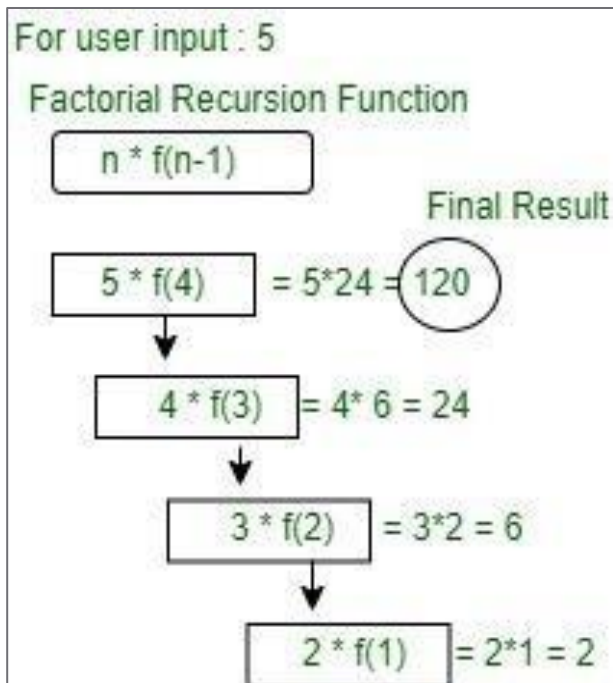 For user input : 5
Factorial Recursion Function
n * f(n-1)
Final Result
5 * f(4) = 5*24 = 120
4 * f(3) = 4* 6 = 24
3 * f(2) = 3*2 = 6
2 * f(1) = 2*1 = 2